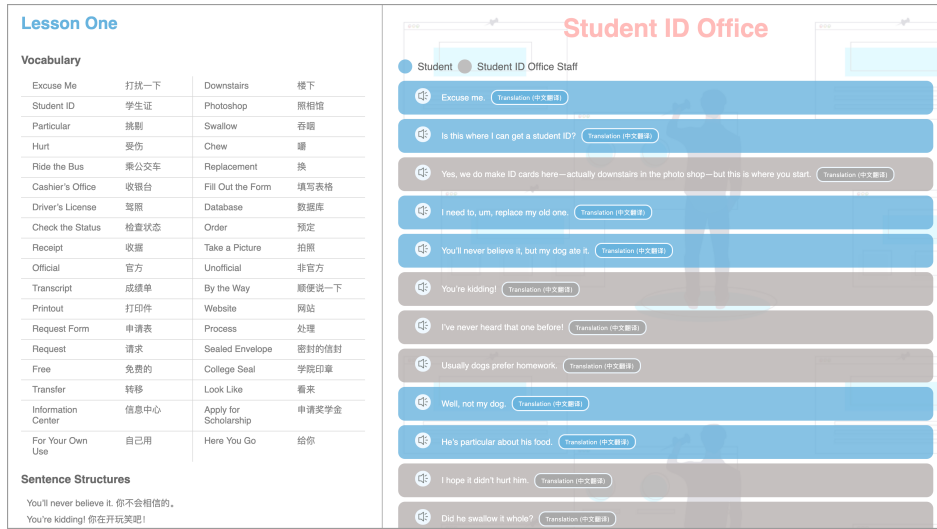 Lesson One
Vocabulary
Excuse Me 打扰一下 Downstairs 楼下
Student ID 学生证 Photoshop 照相馆
Particular 挑剔 Swallow 吞咽
Hurt 受伤 Chew 嚼
Ride the Bus 乘公交车 Replacement 换
Cashier's Office 收银台 Fill Out the Form 填写表格
Driver's License 驾照 Database 数据库
Check the Status 检查状态 Order 预定
Receipt 收据 Take a Picture 拍照
Official 官方 Unofficial 非官方
Transcript 成绩单 By the Way 顺便说一下
Printout 打印件 Website 网站
Request Form 申请表 Process 处理
Request 请求 Sealed Envelope 密封的信封
Free 免费的 College Seal 学院印章
Transfer 转移 Look Like 看来
Information Center 信息中心 Apply for Scholarship 申请奖学金
For Your Own Use 自己用 Here You Go 给你
Sentence Structures
You'll never believe it. 你不会相信的。
You're kidding! 你在开玩笑吧！
Student ID Office
Student Student ID Office Staff
Excuse me. Translation (中文翻译)
Is this where I can get a student ID? Translation (中文翻译)
Yes, we do make ID cards here—actually downstairs in the photo shop—but this is where you start. Translation (中文翻译)
I need to, um, replace my old one. Translation (中文翻译)
You'll never believe it, but my dog ate it. Translation (中文翻译)
You're kidding! Translation (中文翻译)
I've never heard that one before! Translation (中文翻译)
Usually dogs prefer homework. Translation (中文翻译)
Well, not my dog. Translation (中文翻译)
He's particular about his food. Translation (中文翻译)
I hope it didn't hurt him. Translation (中文翻译)
Did he swallow it whole? Translation (中文翻译)